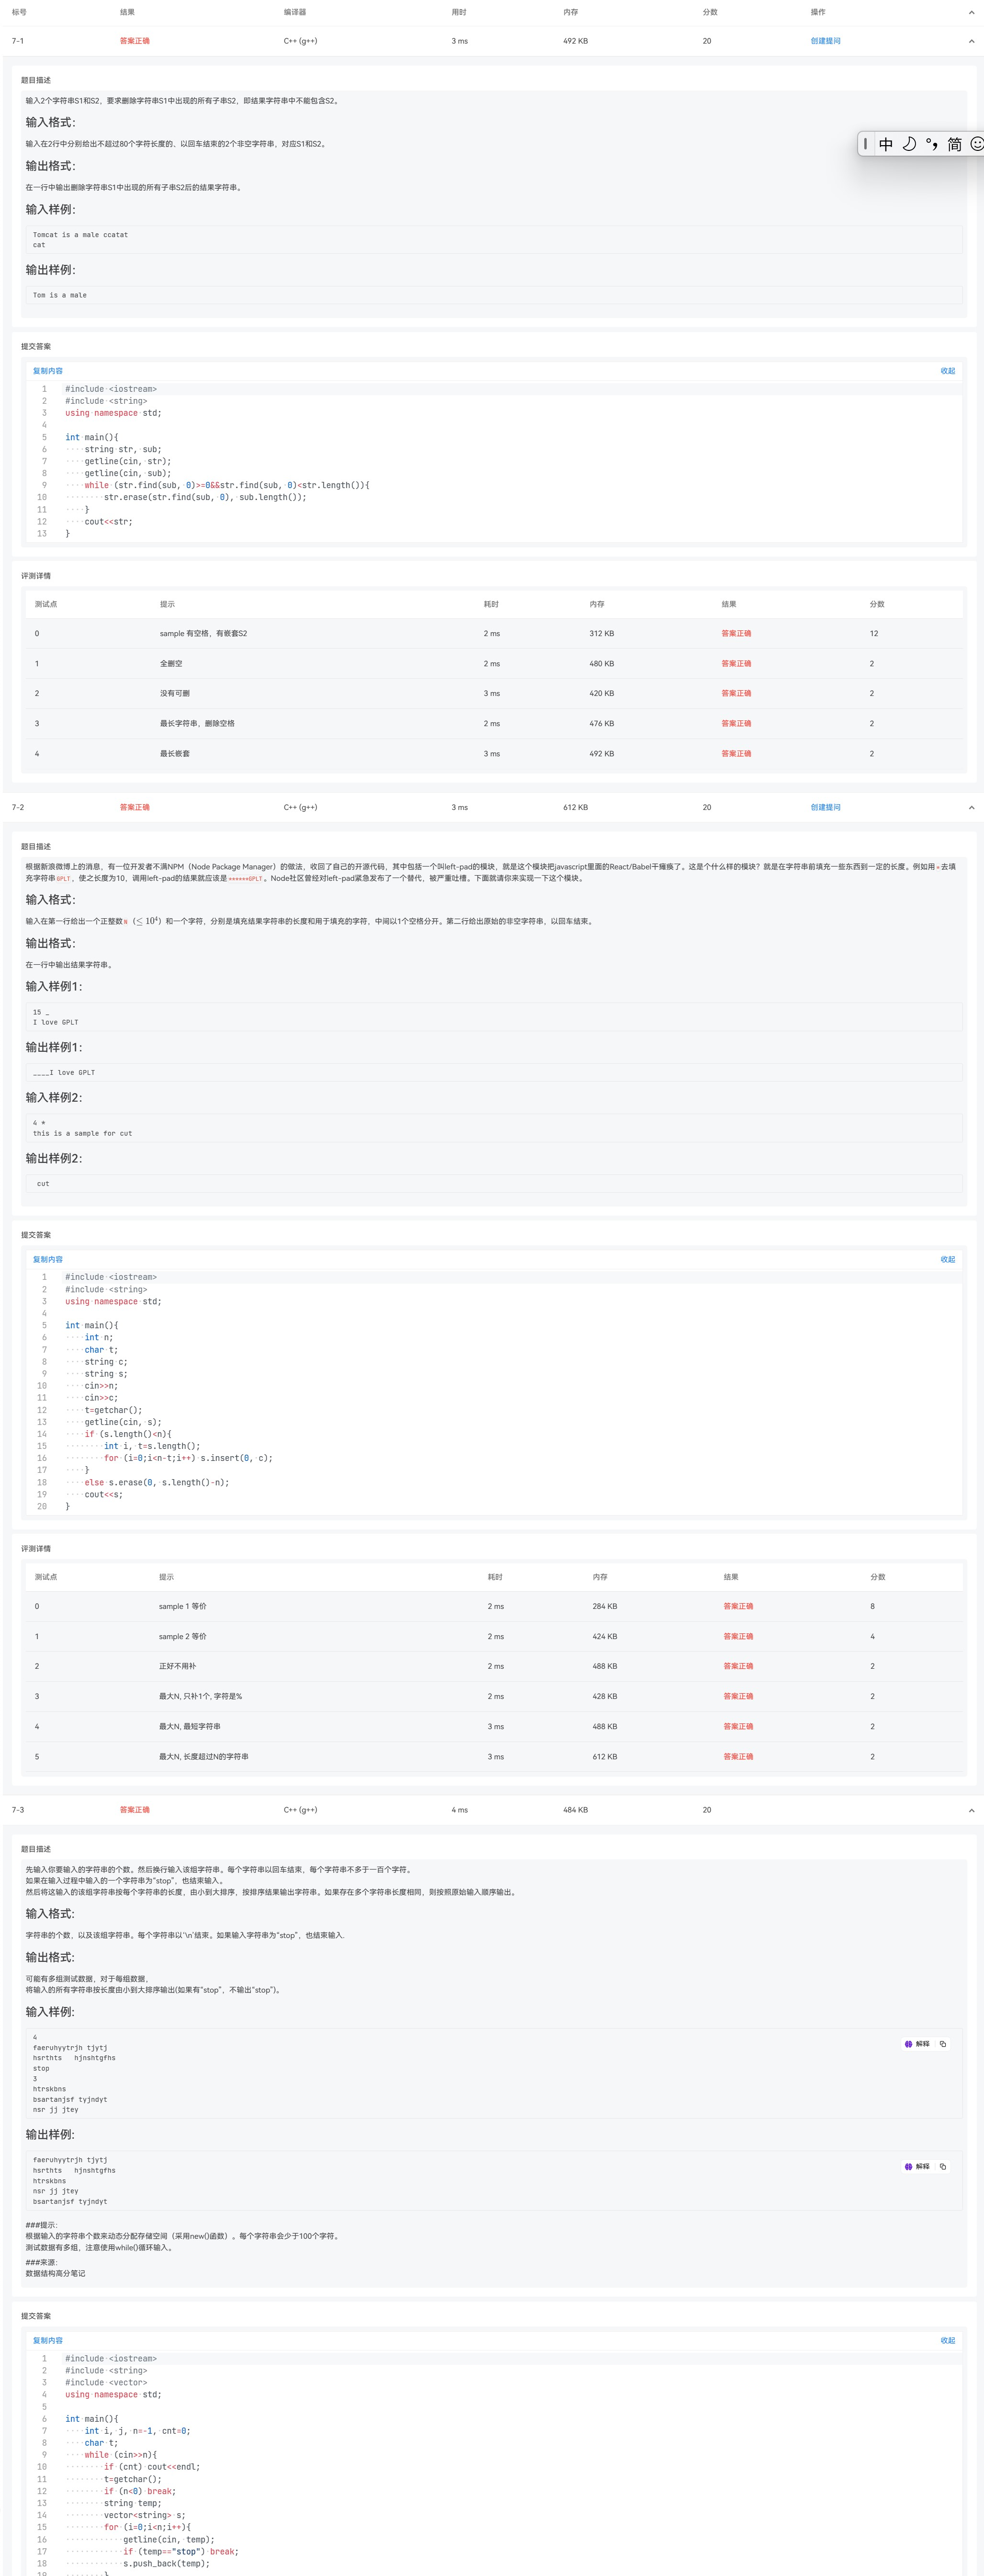 标号 结果 编译器 用时 内存 分数 操作
7-1 答案正确 C++ (g++) 3 ms 492 KB 20 创建提问
题目描述
输入2个字符串S1和S2，要求删除字符串S1中出现的所有子串S2，即结果字符串中不能包含S2。
输入格式：
中 简
输入在2行中分别给出不超过80个字符长度的、以回车结束的2个非空字符串，对应S1和S2。
输出格式：
在一行中输出删除字符串S1中出现的所有子串S2后的结果字符串。
输入样例：
Tomcat is a male ccatat
cat
输出样例：
Tom is a male
提交答案
复制内容 收起
1 #include <iostream>
2 #include <string>
3 using namespace std;
4
5 int main(){
6 ····string str, sub;
7 ····getline(cin, str);
8 ····getline(cin, sub);
9 ····while (str.find(sub, 0)>=0&&str.find(sub, 0)<str.length()){
10 ········str.erase(str.find(sub, 0), sub.length());
11 ····}
12 ····cout<<str;
13 }
评测详情
测试点 提示 耗时 内存 结果 分数
0 sample 有空格，有嵌套S2 2 ms 312 KB 答案正确 12
1 全删空 2 ms 480 KB 答案正确 2
2 没有可删 3 ms 420 KB 答案正确 2
3 最长字符串，删除空格 2 ms 476 KB 答案正确 2
4 最长嵌套 3 ms 492 KB 答案正确 2
7-2 答案正确 C++ (g++) 3 ms 612 KB 20 创建提问
题目描述
根据新浪微博上的消息，有一位开发者不满NPM（Node Package Manager）的做法，收回了自己的开源代码，其中包括一个叫left-pad的模块，就是这个模块把javascript里面的React/Babel干瘫痪了。这是个什么样的模块？就是在字符串前填充一些东西到一定的长度。例如用*去填
充字符串GPLT，使之长度为10，调用left-pad的结果就应该是******GPLT。Node社区曾经对left-pad紧急发布了一个替代，被严重吐槽。下面就请你来实现一下这个模块。
输入格式：
输入在第一行给出一个正整数N（≤10⁴）和一个字符，分别是填充结果字符串的长度和用于填充的字符，中间以1个空格分开。第二行给出原始的非空字符串，以回车结束。
输出格式：
在一行中输出结果字符串。
输入样例1：
15 _
I love GPLT
输出样例1：
____I love GPLT
输入样例2：
4 *
this is a sample for cut
输出样例2：
cut
提交答案
复制内容 收起
1 #include <iostream>
2 #include <string>
3 using namespace std;
4
5 int main(){
6 ····int n;
7 ····char t;
8 ····string c;
9 ····string s;
10 ····cin>>n;
11 ····cin>>c;
12 ····t=getchar();
13 ····getline(cin, s);
14 ····if (s.length()<n){
15 ········int i, t=s.length();
16 ········for (i=0;i<n-t;i++) s.insert(0, c);
17 ····}
18 ····else s.erase(0, s.length()-n);
19 ····cout<<s;
20 }
评测详情
测试点 提示 耗时 内存 结果 分数
0 sample 1 等价 2 ms 284 KB 答案正确 8
1 sample 2 等价 2 ms 424 KB 答案正确 4
2 正好不用补 2 ms 488 KB 答案正确 2
3 最大N, 只补1个, 字符是% 2 ms 428 KB 答案正确 2
4 最大N, 最短字符串 3 ms 488 KB 答案正确 2
5 最大N, 长度超过N的字符串 3 ms 612 KB 答案正确 2
7-3 答案正确 C++ (g++) 4 ms 484 KB 20
题目描述
先输入你要输入的字符串的个数。然后换行输入该组字符串。每个字符串以回车结束，每个字符串不多于一百个字符。
如果在输入过程中输入的一个字符串为“stop”，也结束输入。
然后将这输入的该组字符串按每个字符串的长度，由小到大排序，按排序结果输出字符串。如果存在多个字符串长度相同，则按照原始输入顺序输出。
输入格式：
字符串的个数，以及该组字符串。每个字符串以‘\n’结束。如果输入字符串为“stop”，也结束输入.
输出格式：
可能有多组测试数据，对于每组数据，
将输入的所有字符串按长度由小到大排序输出(如果有“stop”，不输出“stop”)。
输入样例:
4
faeruhyytrjh tjytj
hsrthts   hjnshtgfhs
stop
3
htrskbns
bsartanjsf tyjndyt
nsr jj jtey
解释
输出样例:
faeruhyytrjh tjytj
hsrthts   hjnshtgfhs
htrskbns
nsr jj jtey
bsartanjsf tyjndyt
解释
###提示：
根据输入的字符串个数来动态分配存储空间（采用new()函数）。每个字符串会少于100个字符。
测试数据有多组，注意使用while()循环输入。
###来源：
数据结构高分笔记
提交答案
复制内容 收起
1 #include <iostream>
2 #include <string>
3 #include <vector>
4 using namespace std;
5
6 int main(){
7 ····int i, j, n=-1, cnt=0;
8 ····char t;
9 ····while (cin>>n){
10 ········if (cnt) cout<<endl;
11 ········t=getchar();
12 ········if (n<0) break;
13 ········string temp;
14 ········vector<string> s;
15 ········for (i=0;i<n;i++){
16 ············getline(cin, temp);
17 ············if (temp=="stop") break;
18 ············s.push_back(temp);